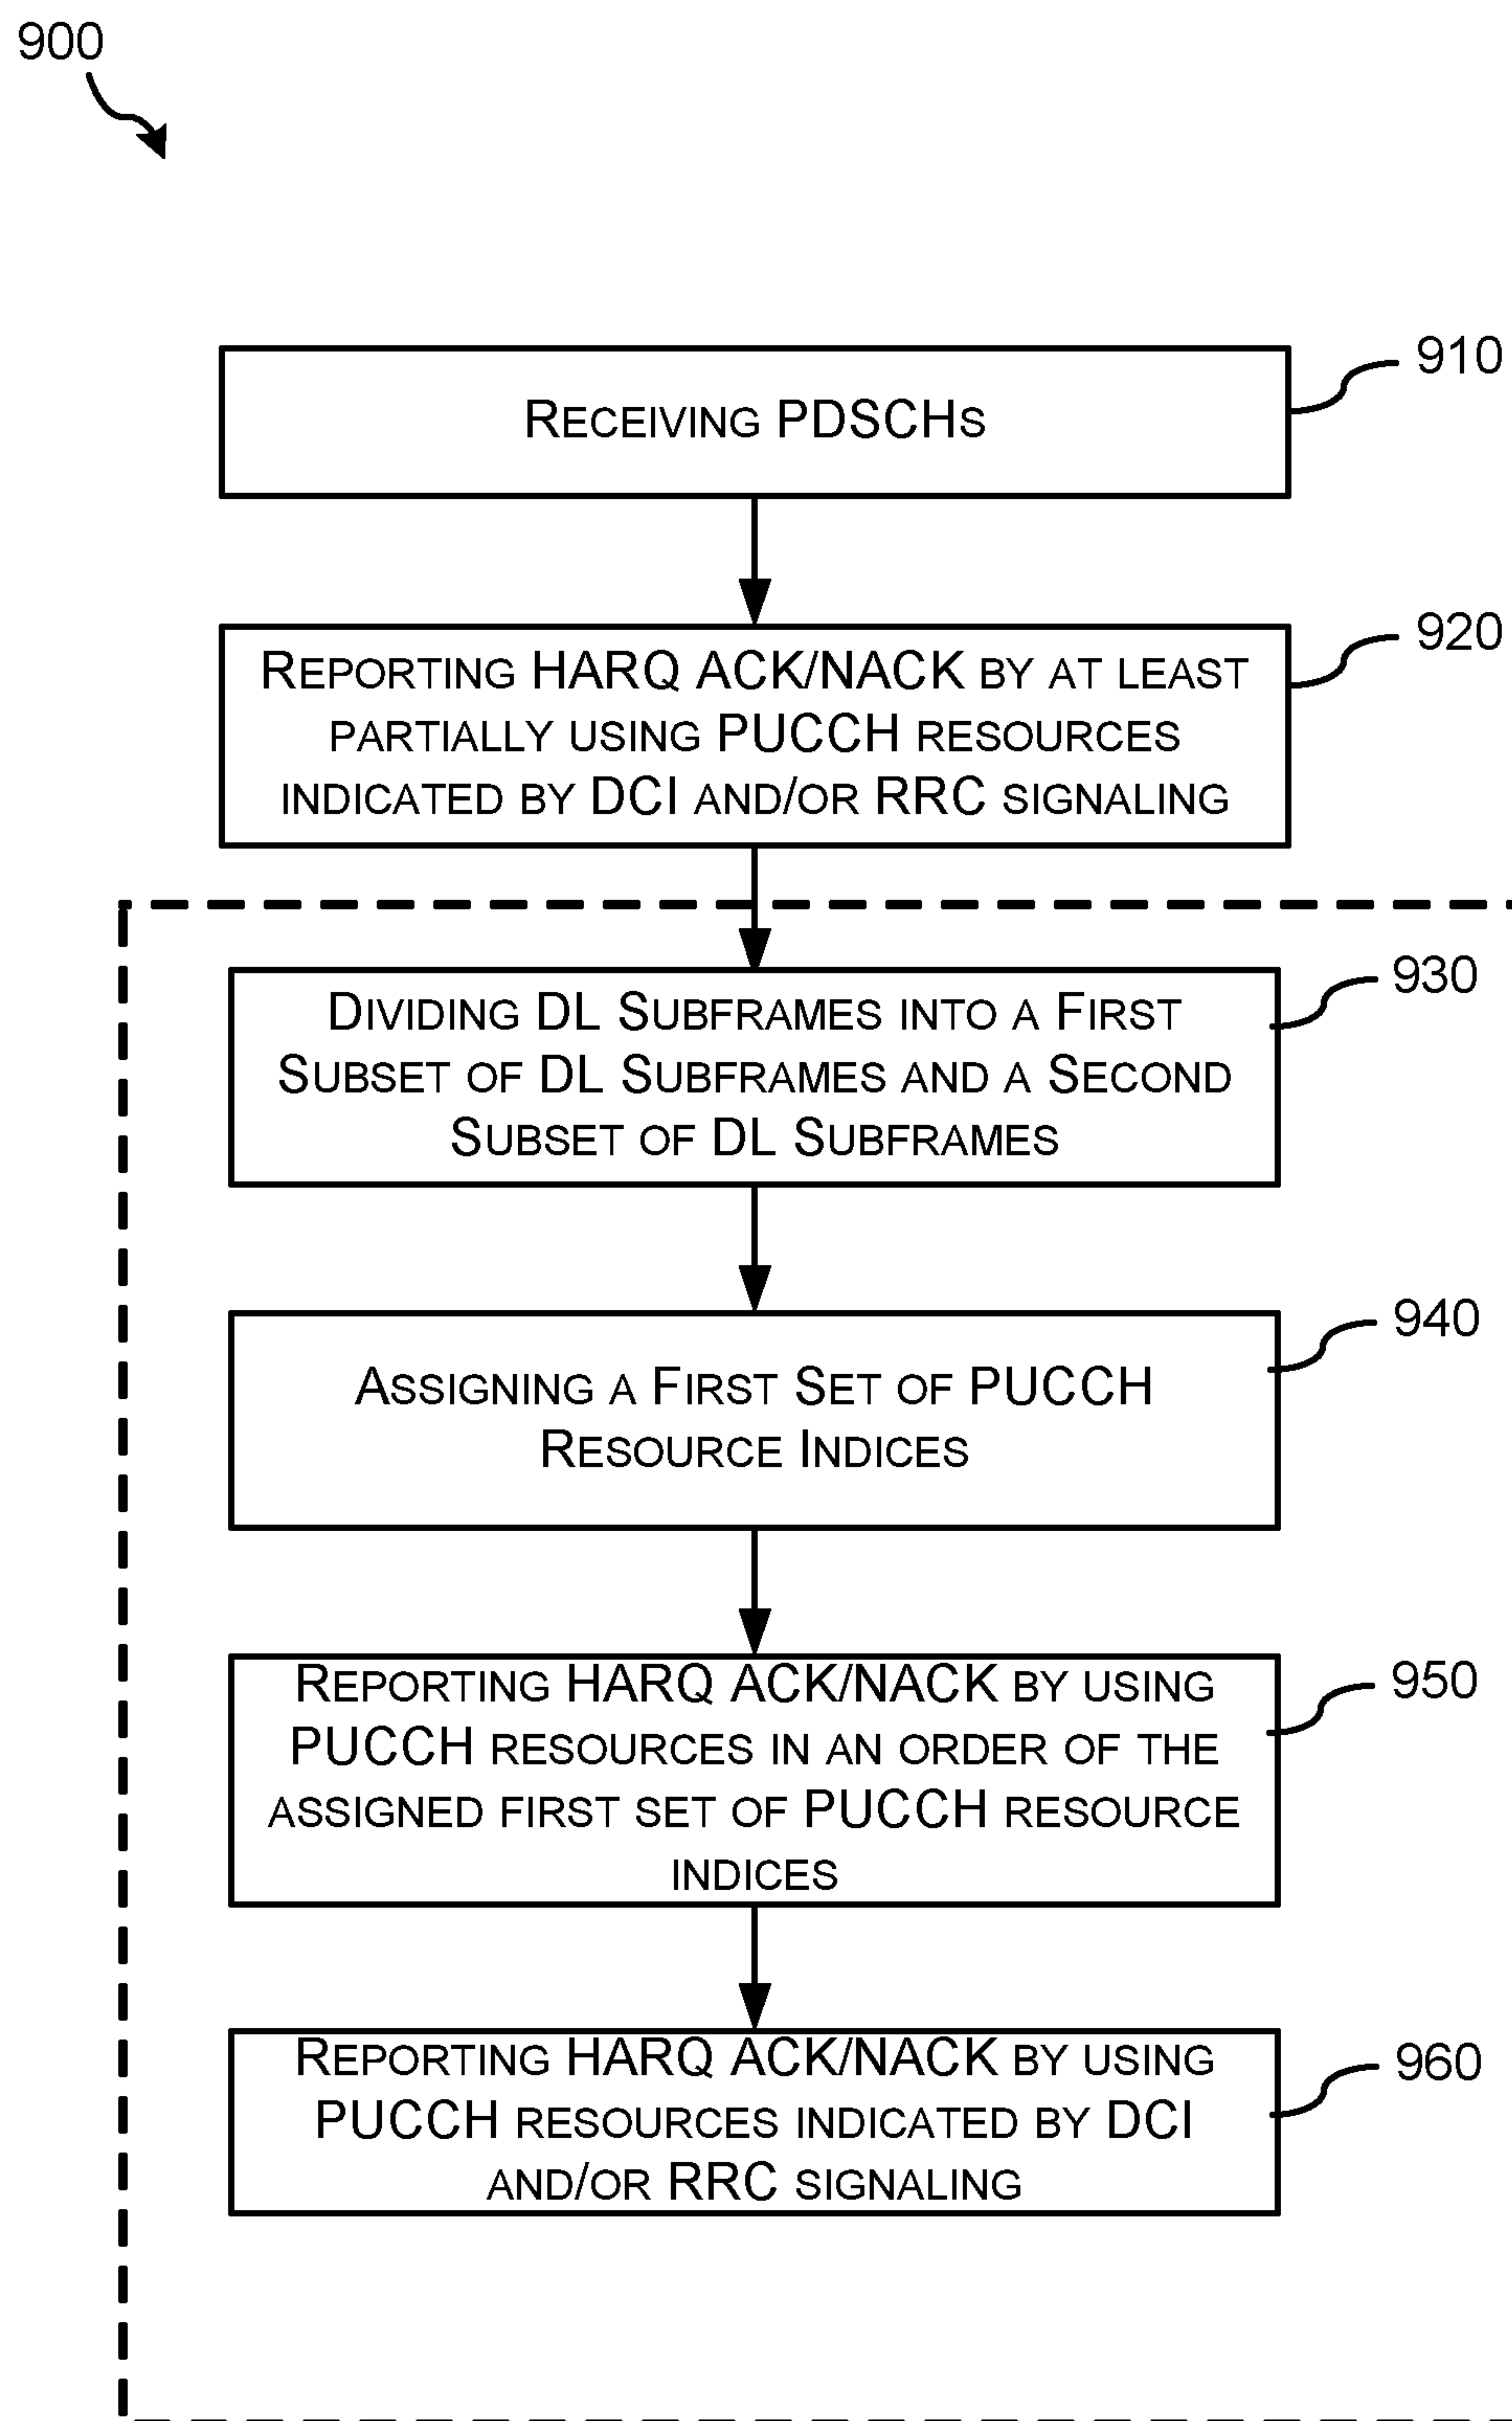 900
910
RECEIVING PDSCHS
920
REPORTING HARQ ACK/NACK BY AT LEAST
PARTIALLY USING PUCCH RESOURCES
INDICATED BY DCI AND/OR RRC SIGNALING
930
DIVIDING DL SUBFRAMES INTO A FIRST
SUBSET OF DL SUBFRAMES AND A SECOND
SUBSET OF DL SUBFRAMES
940
ASSIGNING A FIRST SET OF PUCCH
RESOURCE INDICES
950
REPORTING HARQ ACK/NACK BY USING
PUCCH RESOURCES IN AN ORDER OF THE
ASSIGNED FIRST SET OF PUCCH RESOURCE
INDICES
960
REPORTING HARQ ACK/NACK BY USING
PUCCH RESOURCES INDICATED BY DCI
AND/OR RRC SIGNALING